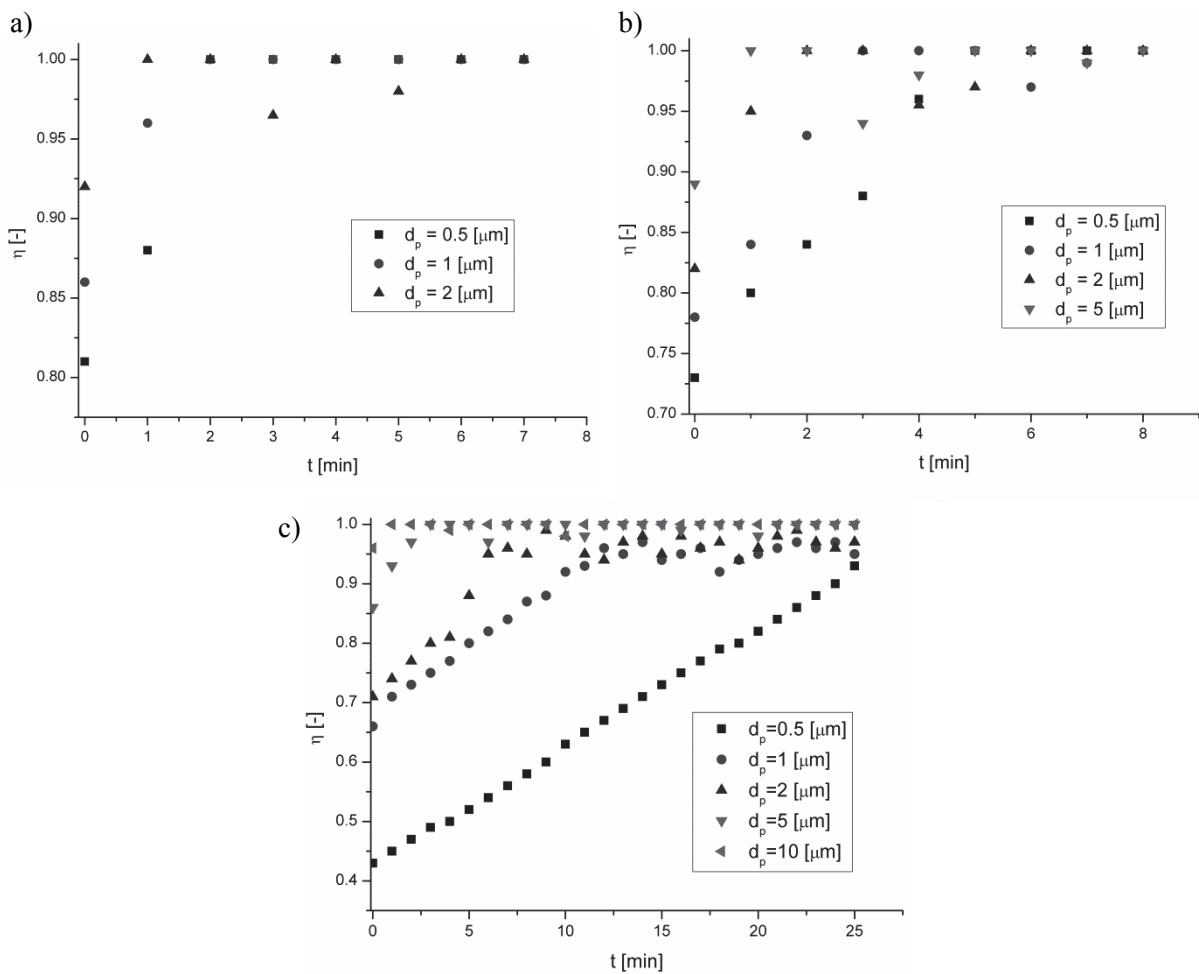 a)
1.00
0.95
0.90
0.85
0.80
η [-]
0 1 2 3 4 5 6 7 8
t [min]
d_p = 0.5 [μm]
d_p = 1 [μm]
d_p = 2 [μm]
b)
1.00
0.95
0.90
0.85
0.80
0.75
0.70
η [-]
0 2 4 6 8
t [min]
d_p = 0.5 [μm]
d_p = 1 [μm]
d_p = 2 [μm]
d_p = 5 [μm]
c)
1.0
0.9
0.8
0.7
0.6
0.5
0.4
η [-]
0 5 10 15 20 25
t [min]
d_p=0.5 [μm]
d_p=1 [μm]
d_p=2 [μm]
d_p=5 [μm]
d_p=10 [μm]